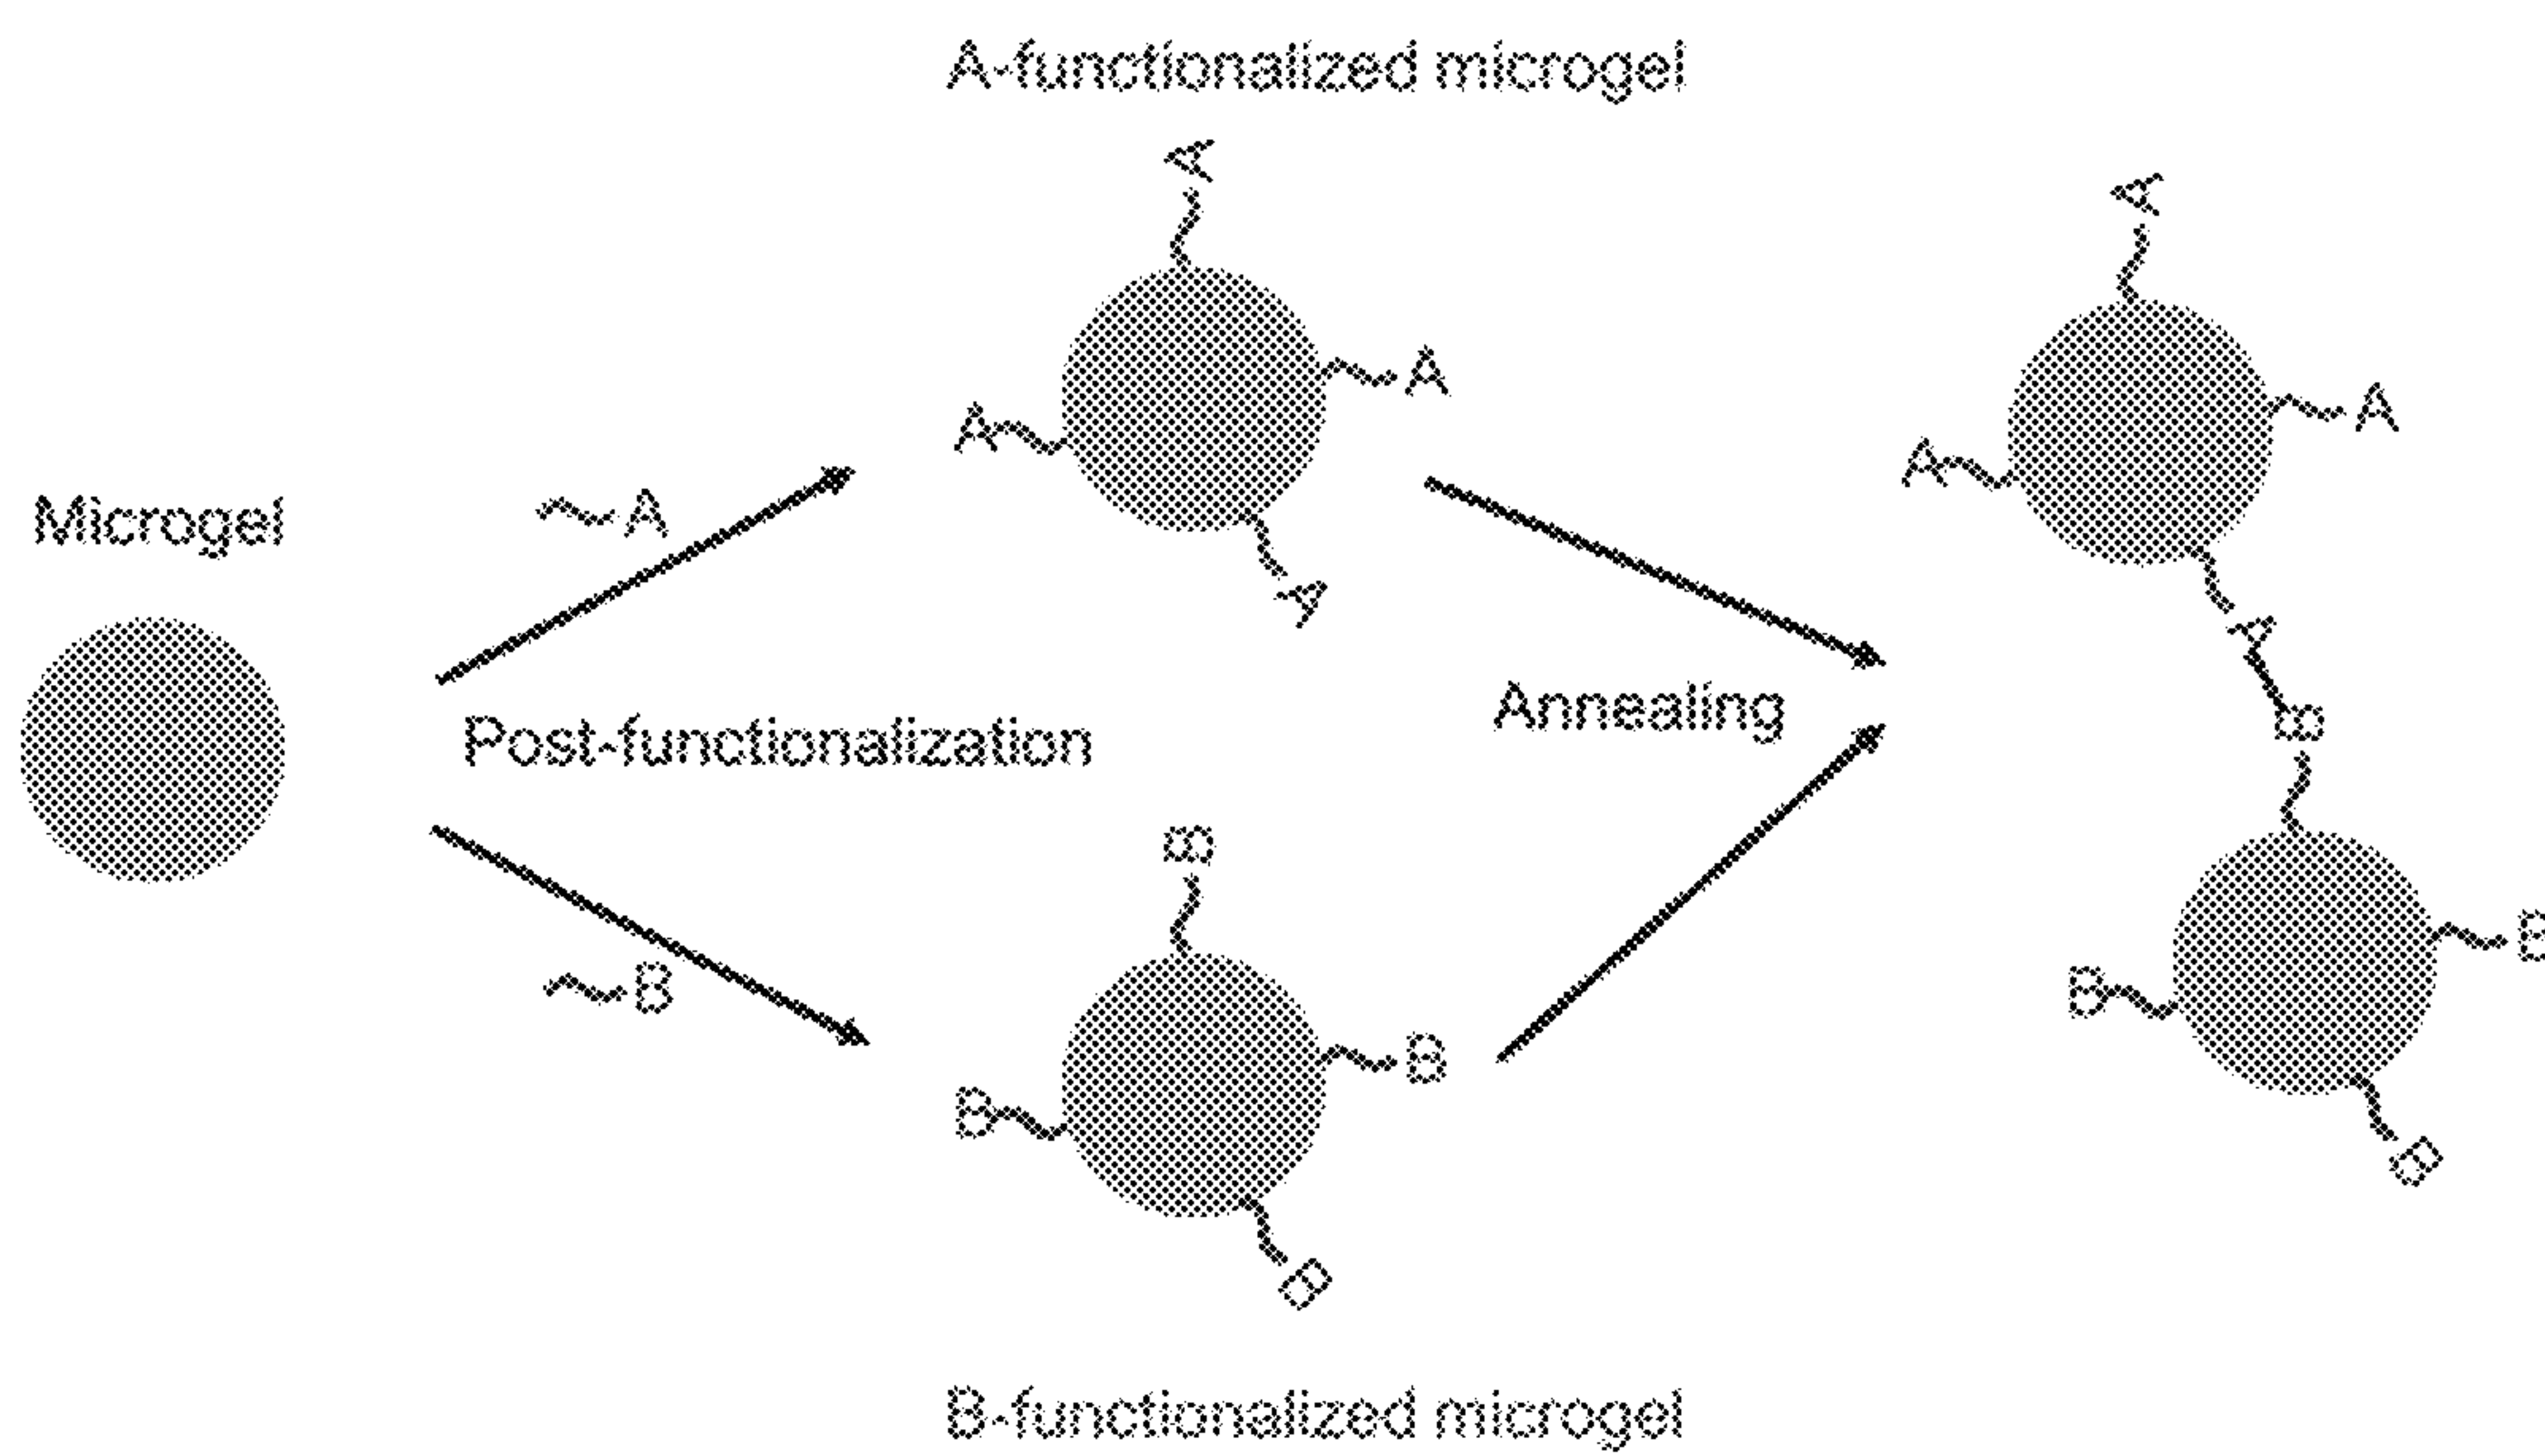 A-functionalized microgel
A
A
A
A
A
A
A
A
Microgel
~A
Post-functionalization
Annealing
B
B
B
B
B
~B
B
B
B
B-functionalized microgel